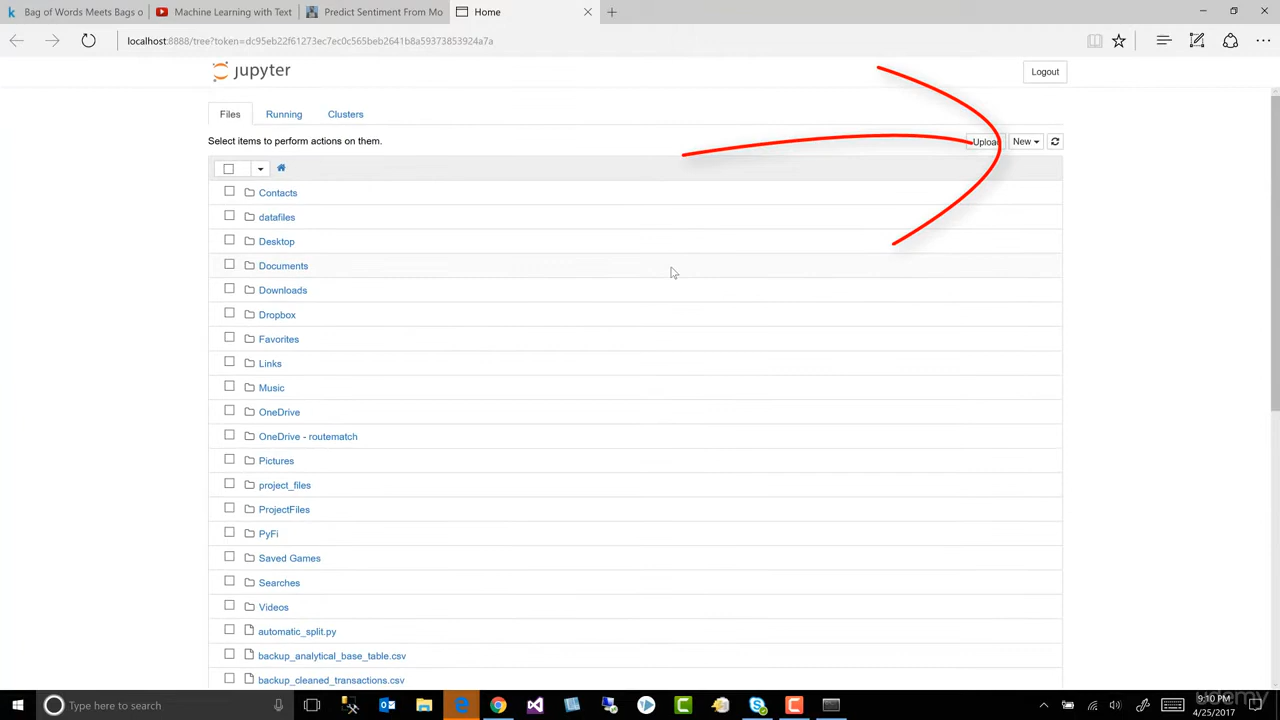 Bag of Words Meets Bags o
Machine Learning with Text
Predict Sentiment From Mo
Home
localhost:8888/tree?token=dc95eb22f61273ec7ec0c565beb2641b8a59373853924a7a
jupyter
Logout
Files Running Clusters
Select items to perform actions on them.
Upload New
Contacts
datafiles
Desktop
Documents
Downloads
Dropbox
Favorites
Links
Music
OneDrive
OneDrive - routematch
Pictures
project_files
ProjectFiles
PyFi
Saved Games
Searches
Videos
automatic_split.py
backup_analytical_base_table.csv
backup_cleaned_transactions.csv
Type here to search
9:10 PM
4/25/2017
udemy